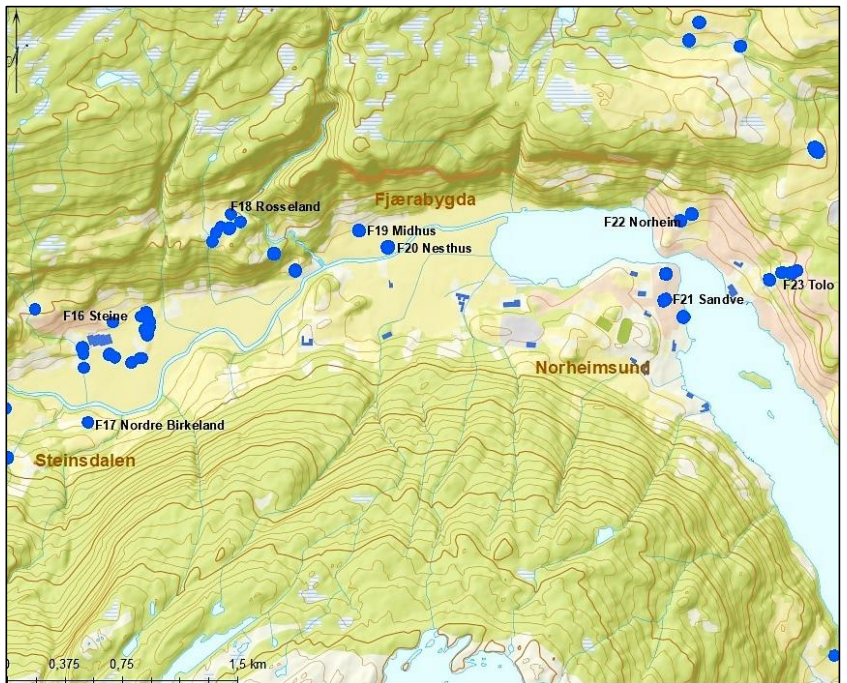 F18 Rosseland
Fjærabygda
F19 Midhus
F22 Norheim
F20 Nesthus
F23 Tolo
F21 Sandve
F16 Steine
Norheimsund
F17 Nordre Birkeland
Steinsdalen
0,375 0,75 1,5 km